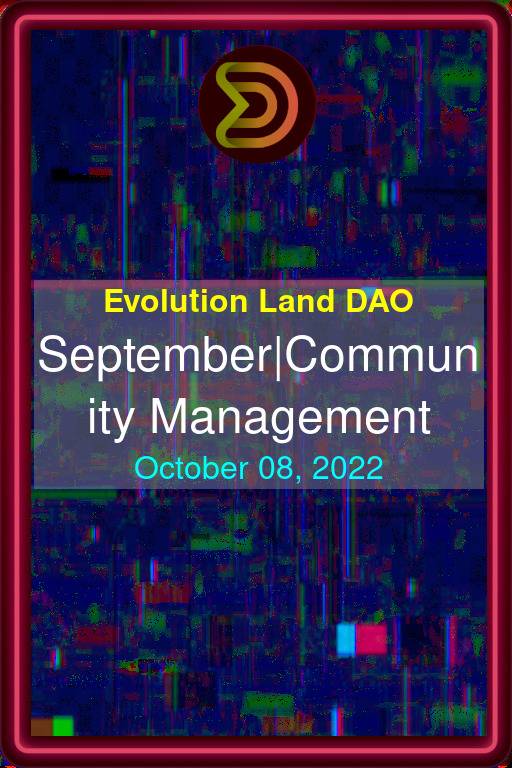 Evolution Land DAO
September|Commun
ity Management
October 08, 2022